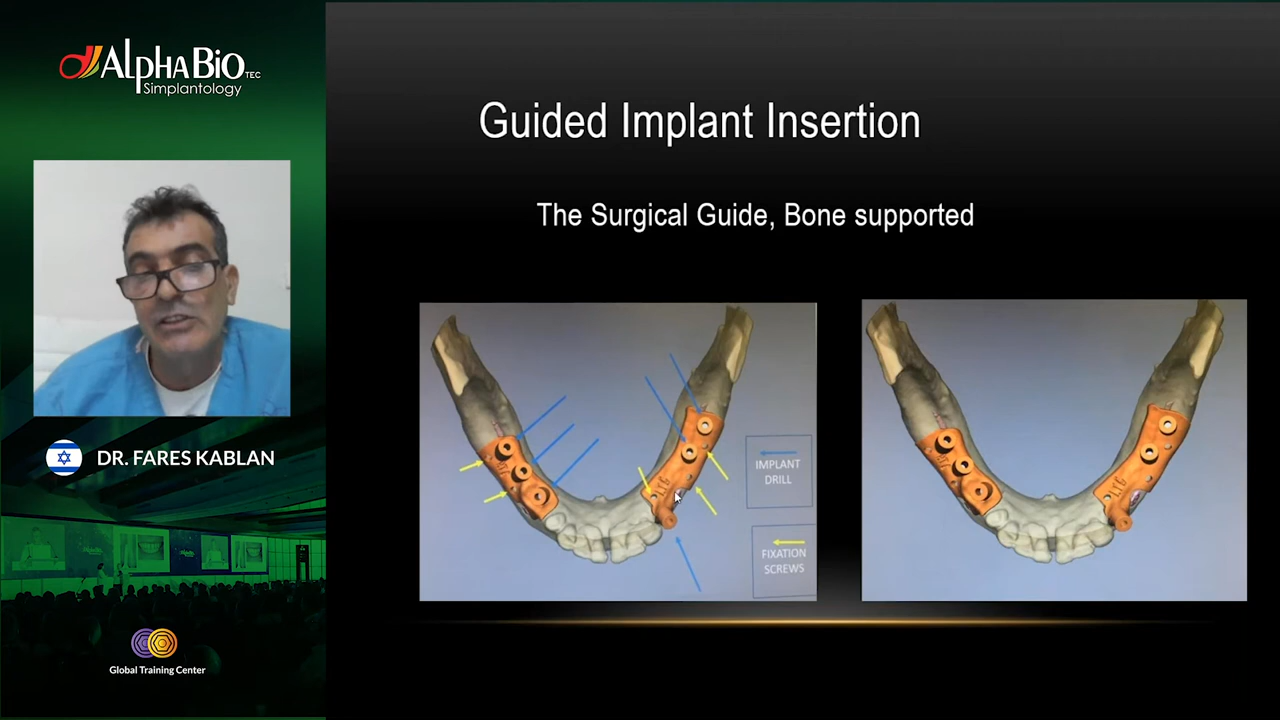 AlphaBio TEC
Simplantology
DR. FARES KABLAN
Global Training Center
Guided Implant Insertion
The Surgical Guide, Bone supported
IMPLANT
DRILL
FIXATION
SCREWS